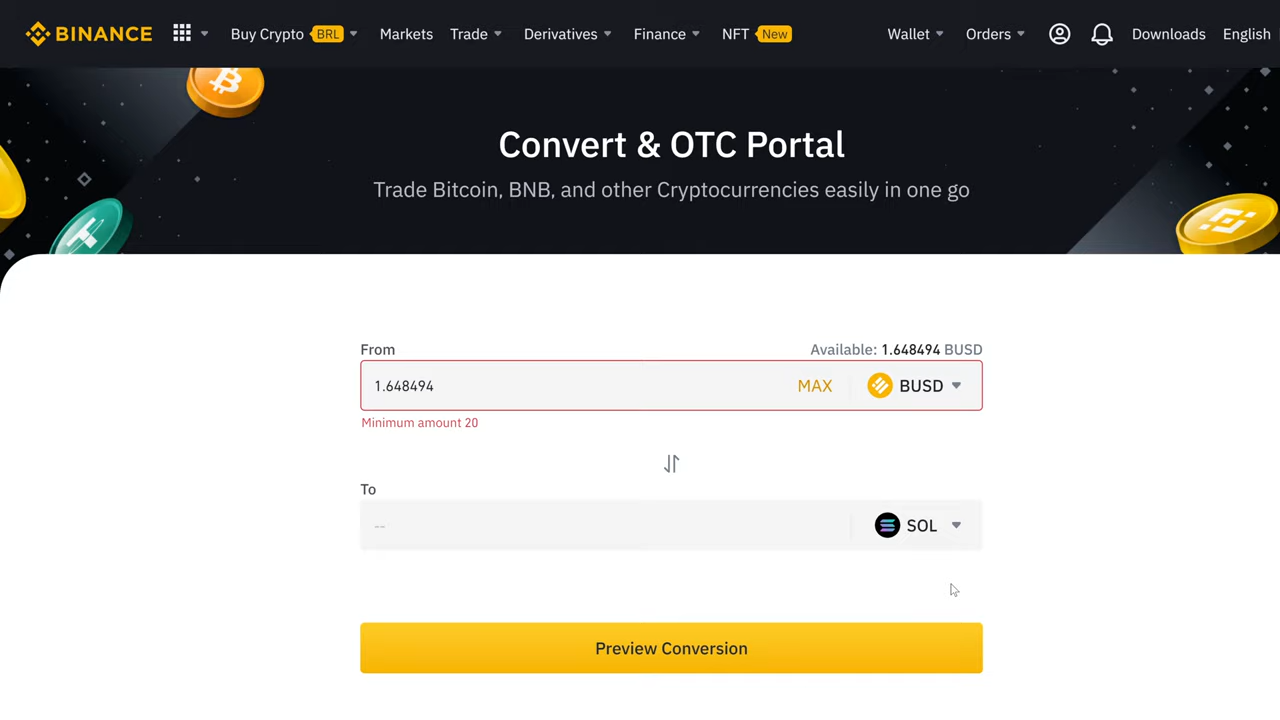 BINANCE Buy Crypto BRL Markets Trade Derivatives Finance NFT New Wallet Orders Downloads English
Convert & OTC Portal
Trade Bitcoin, BNB, and other Cryptocurrencies easily in one go
From Available: 1.648494 BUSD
1.648494 MAX BUSD
Minimum amount 20
To
-- SOL
Preview Conversion